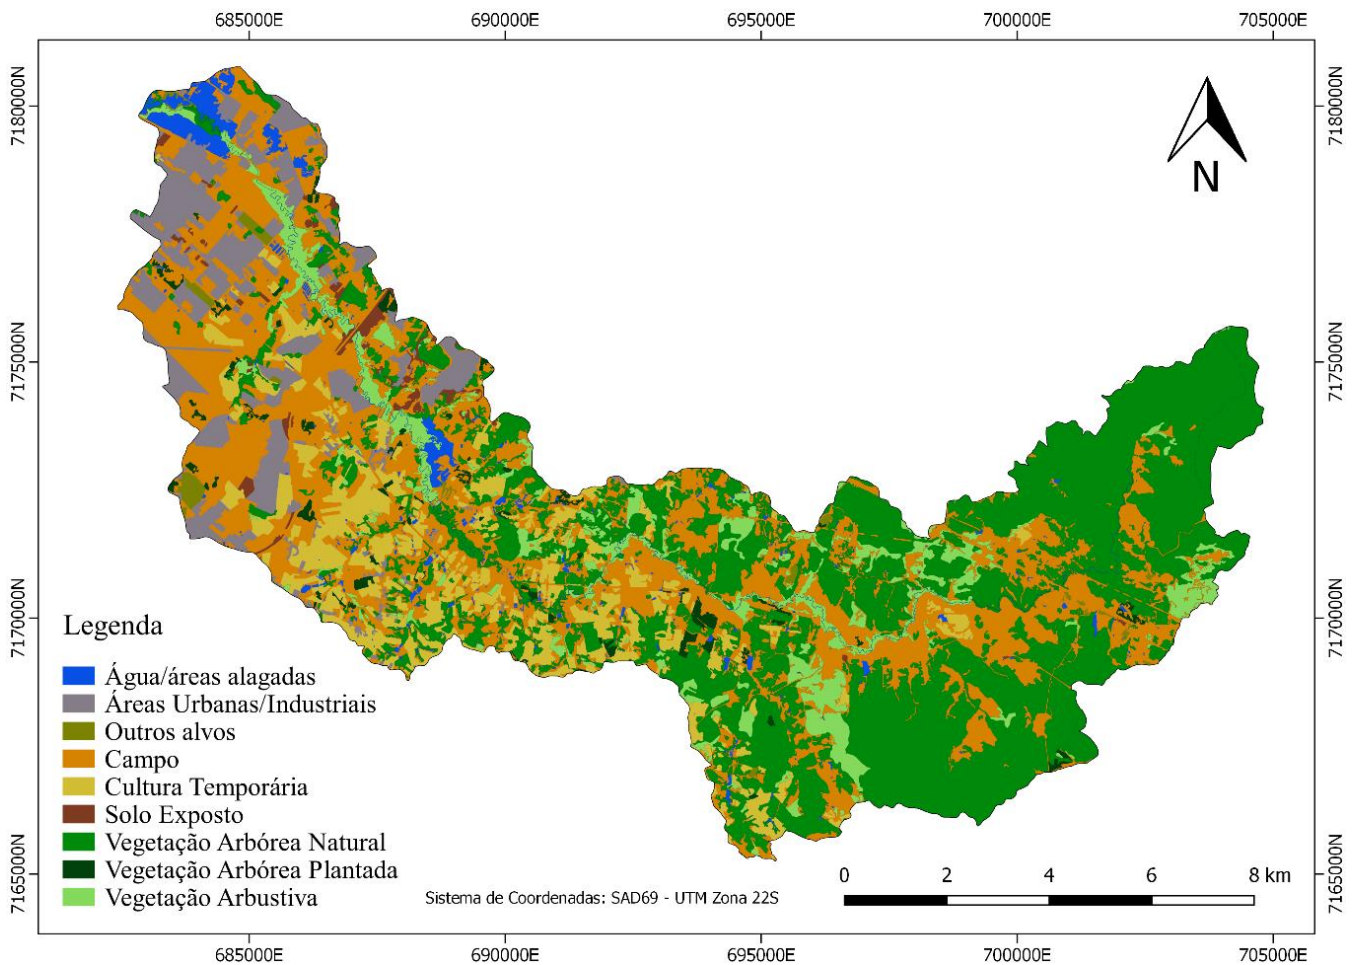 685000E 690000E 695000E 700000E 705000E
7180000N 7180000N
N
7175000N 7175000N
7170000N 7170000N
Legenda
Água/áreas alagadas
Áreas Urbanas/Industriais
Outros alvos
Campo
Cultura Temporária
Solo Exposto
Vegetação Arbórea Natural
Vegetação Arbórea Plantada
Vegetação Arbustiva
7165000N 7165000N
0 2 4 6 8 km
Sistema de Coordenadas: SAD69 - UTM Zona 22S
685000E 690000E 695000E 700000E 705000E